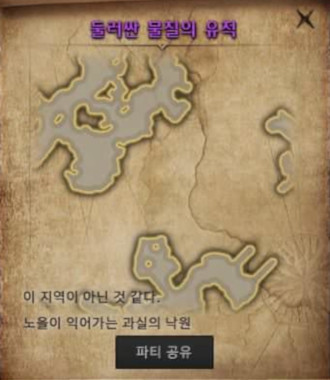 둘러싼 물질의 유적
이 지역이 아닌 것 같다.
노을이 익어가는 과실의 낙원
파티 공유